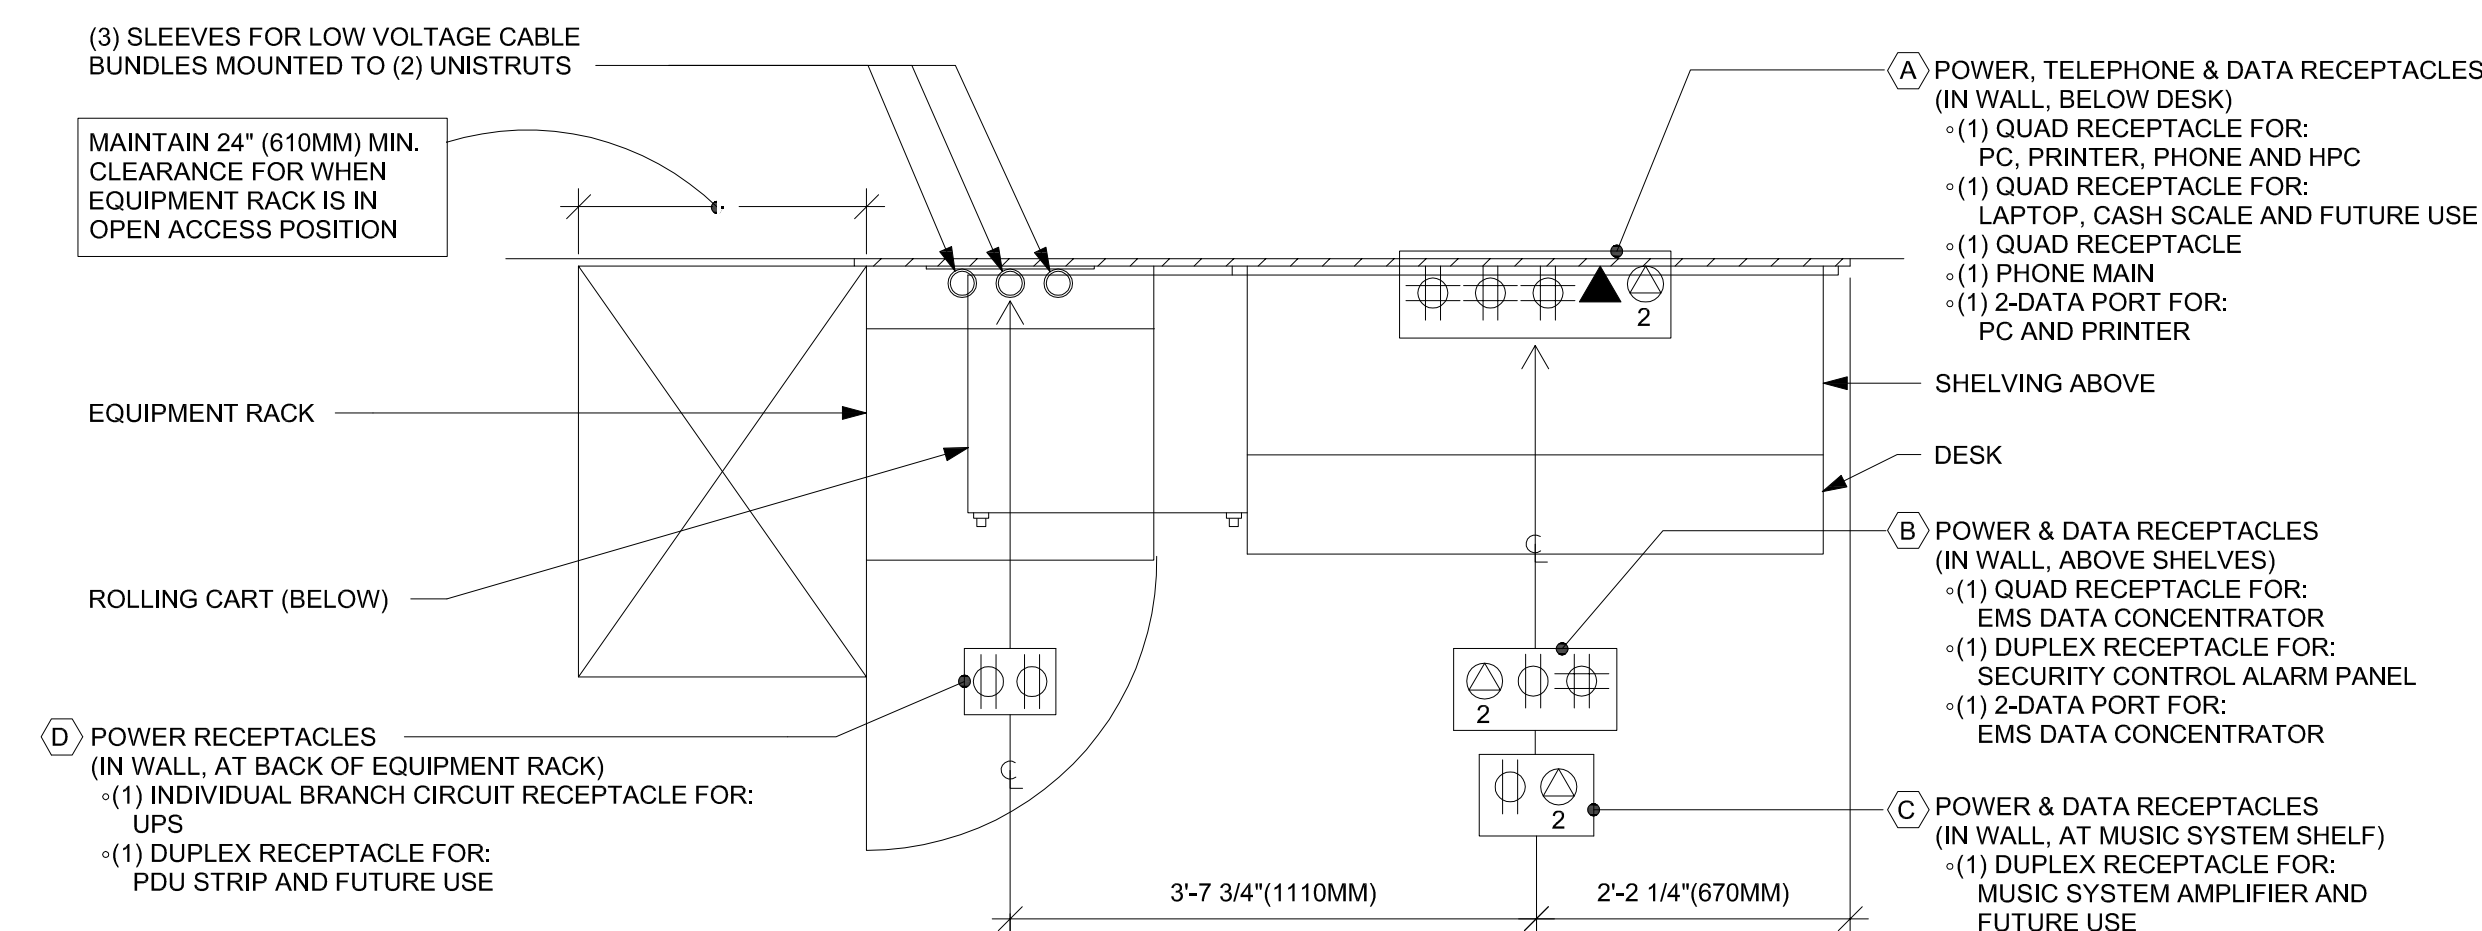 (3) SLEEVES FOR LOW VOLTAGE CABLE
BUNDLES MOUNTED TO (2) UNISTRUTS
MAINTAIN 24" (610MM) MIN.
CLEARANCE FOR WHEN
EQUIPMENT RACK IS IN
OPEN ACCESS POSITION
EQUIPMENT RACK
ROLLING CART (BELOW)
D POWER RECEPTACLES
(IN WALL, AT BACK OF EQUIPMENT RACK)
∘(1) INDIVIDUAL BRANCH CIRCUIT RECEPTACLE FOR:
UPS
∘(1) DUPLEX RECEPTACLE FOR:
PDU STRIP AND FUTURE USE
2
CL
2
2
CL
3'-7 3/4"(1110MM)
2'-2 1/4"(670MM)
A POWER, TELEPHONE & DATA RECEPTACLES
(IN WALL, BELOW DESK)
∘(1) QUAD RECEPTACLE FOR:
PC, PRINTER, PHONE AND HPC
∘(1) QUAD RECEPTACLE FOR:
LAPTOP, CASH SCALE AND FUTURE USE
∘(1) QUAD RECEPTACLE
∘(1) PHONE MAIN
∘(1) 2-DATA PORT FOR:
PC AND PRINTER
SHELVING ABOVE
DESK
B POWER & DATA RECEPTACLES
(IN WALL, ABOVE SHELVES)
∘(1) QUAD RECEPTACLE FOR:
EMS DATA CONCENTRATOR
∘(1) DUPLEX RECEPTACLE FOR:
SECURITY CONTROL ALARM PANEL
∘(1) 2-DATA PORT FOR:
EMS DATA CONCENTRATOR
C POWER & DATA RECEPTACLES
(IN WALL, AT MUSIC SYSTEM SHELF)
∘(1) DUPLEX RECEPTACLE FOR:
MUSIC SYSTEM AMPLIFIER AND
FUTURE USE